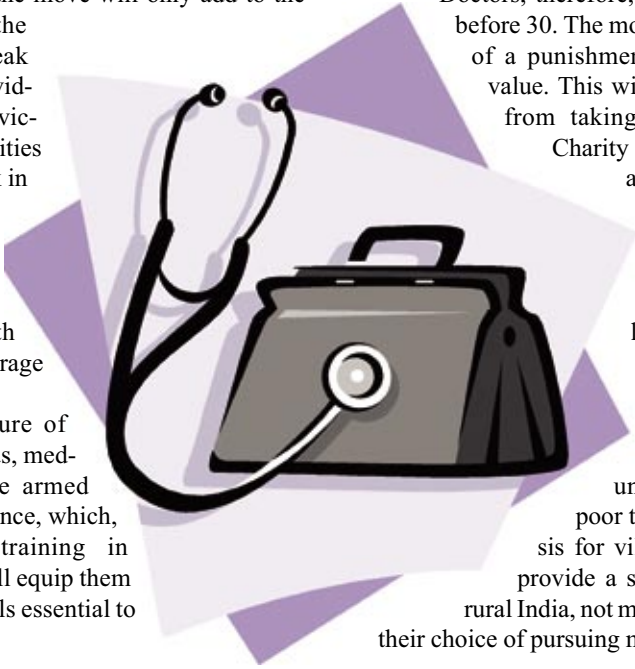 the move will only add to the
the
eak
vid-
vic-
ities
in
th
rage
ure of
us, med-
e armed
nce, which,
training in
ll equip them
ls essential to
Doctors, therefore,
before 30. The mo
of a punishmen
value. This wi
from taking
Charity
a
un
poor t
sis for vi
provide a s
rural India, not m
their choice of pursuing m